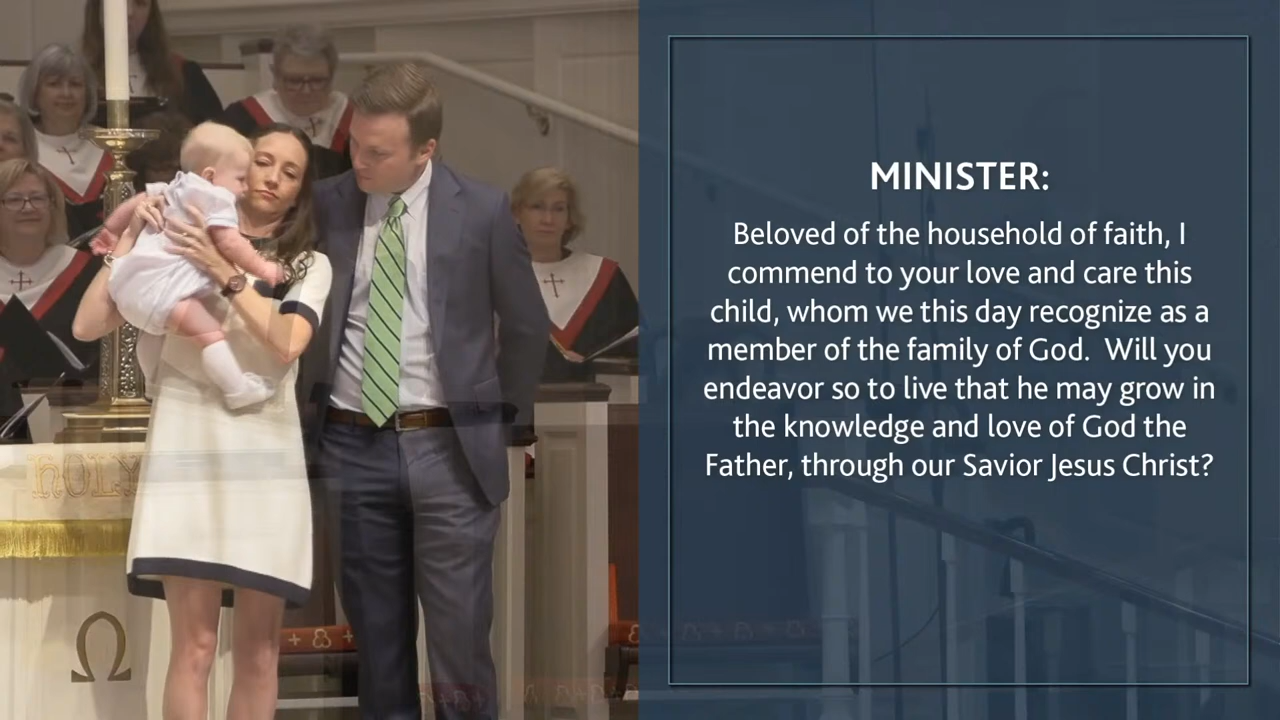 MINISTER:
Beloved of the household of faith, I
commend to your love and care this
child, whom we this day recognize as a
member of the family of God.  Will you
endeavor so to live that he may grow in
the knowledge and love of God the
Father, through our Savior Jesus Christ?
HOLY
Ω